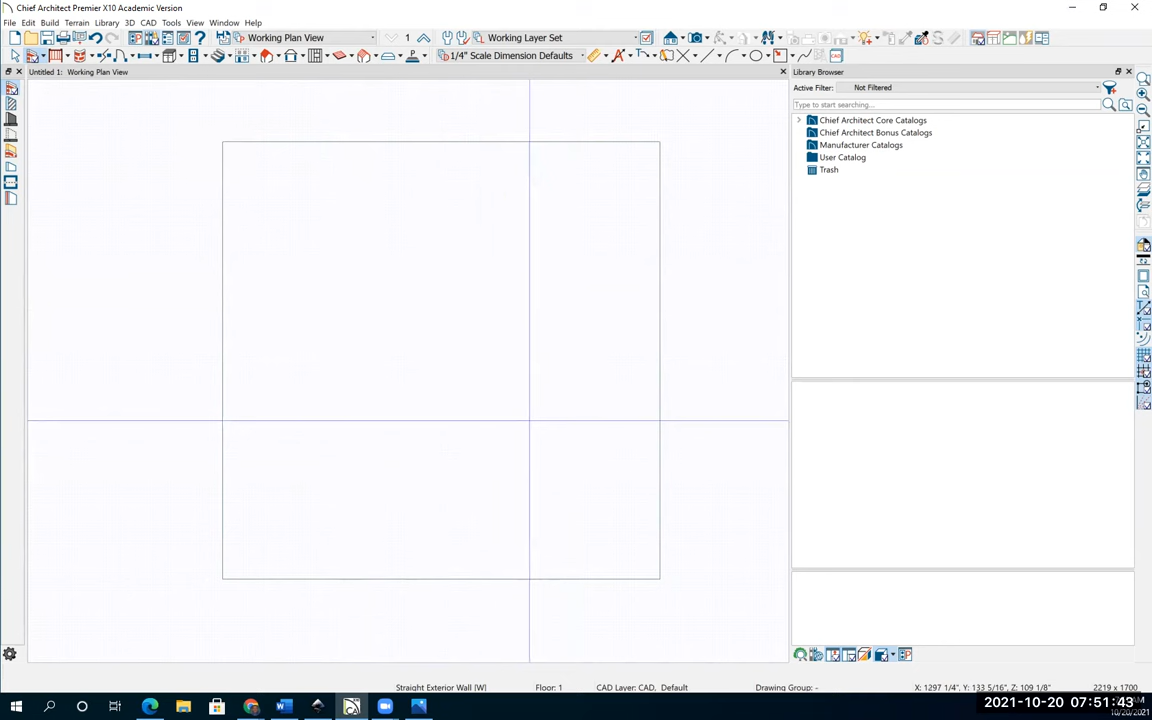 Chief Architect Premier X10 Academic Version
File Edit Build Terrain Library 3D CAD Tools View Window Help
Working Plan View 1 Working Layer Set
1/4" Scale Dimension Defaults
Untitled 1: Working Plan View
Library Browser
Active Filter: Not Filtered
Type to start searching...
Chief Architect Core Catalogs
Chief Architect Bonus Catalogs
Manufacturer Catalogs
User Catalog
Trash
Straight Exterior Wall [W] Floor: 1 CAD Layer: CAD, Default Drawing Group: - X: 1297 1/4", Y: 133 5/16", Z: 109 1/8" 2219 x 1700
2021-10-20 07:51:43
10/20/2021